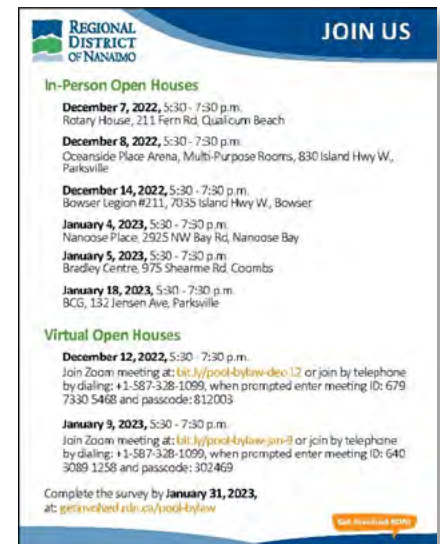 REGIONAL
DISTRICT
OF NANAIMO
JOIN US
In-Person Open Houses
December 7, 2022, 5:30 - 7:30 p.m.
Rotary House, 211 Fern Rd, Qualicum Beach
December 8, 2022, 5:30 - 7:30 p.m.
Oceanside Place Arena, Multi-Purpose Rooms, 830 Island Hwy W.,
Parksville
December 14, 2022, 5:30 - 7:30 p.m.
Bowser Legion #211, 7035 Island Hwy W., Bowser
January 4, 2023, 5:30 - 7:30 p.m.
Nanoose Place, 2925 NW Bay Rd, Nanoose Bay
January 5, 2023, 5:30 - 7:30 p.m.
Bradley Centre, 975 Shearme Rd, Coombs
January 18, 2023, 5:30 - 7:30 p.m.
BCG, 132 Jensen Ave, Parksville
Virtual Open Houses
December 12, 2022, 5:30 - 7:30 p.m.
Join Zoom meeting at: bit.ly/pool-bylaw-dec-12 or join by telephone
by dialing: +1-587-328-1099, when prompted enter meeting ID: 679
7330 5468 and passcode: 812003
January 9, 2023, 5:30 - 7:30 p.m.
Join Zoom meeting at: bit.ly/pool-bylaw-jan-9 or join by telephone
by dialing: +1-587-328-1099, when prompted enter meeting ID: 640
3089 1258 and passcode: 302469
Complete the survey by January 31, 2023,
at: getinvolved.rdn.ca/pool-bylaw
Get Involved RDN!